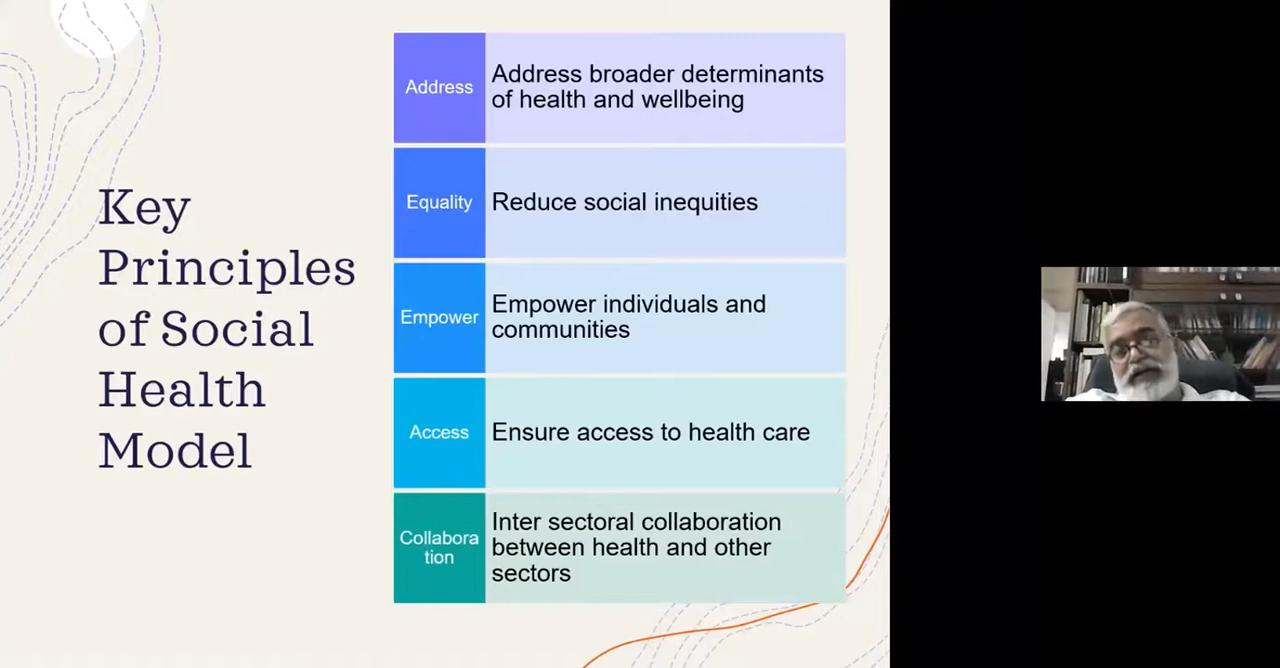 Key
Principles
of Social
Health
Model
Address
Address broader determinants
of health and wellbeing
Equality
Reduce social inequities
Empower
Empower individuals and
communities
Access
Ensure access to health care
Collabora
tion
Inter sectoral collaboration
between health and other
sectors